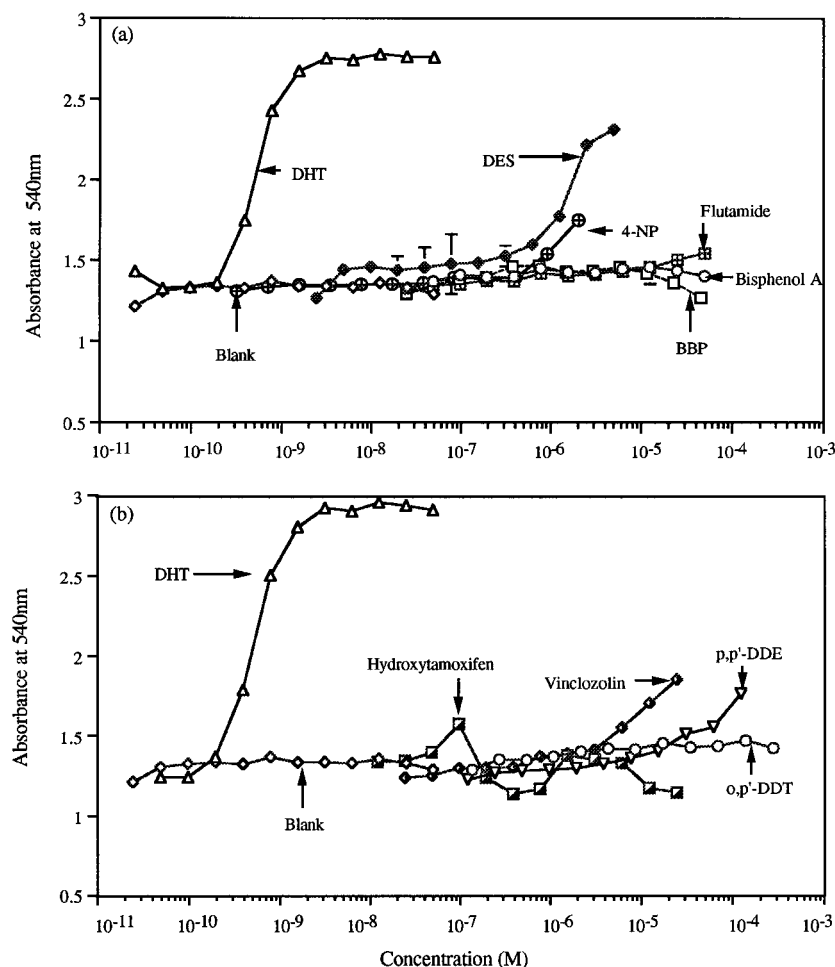 (a)
3
2.5
2
1.5
1
0.5
Absorbance at 540nm
DHT
DES
4-NP
Flutamide
Bisphenol A
BBP
Blank
10-11 10-10 10-9 10-8 10-7 10-6 10-5 10-4 10-3
(b)
3
2.5
2
1.5
1
0.5
Absorbance at 540nm
DHT
Hydroxytamoxifen
Vinclozolin
p,p'-DDE
o,p'-DDT
Blank
10-11 10-10 10-9 10-8 10-7 10-6 10-5 10-4 10-3
Concentration (M)